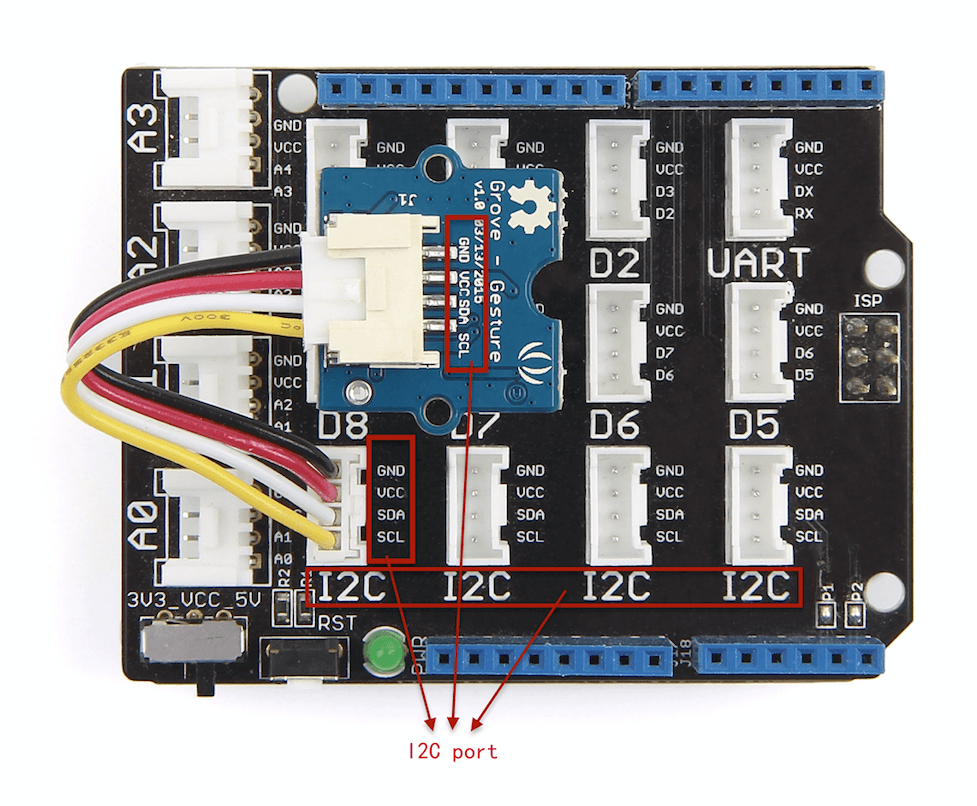 A3
GND
VCC
A4
A3
GND
VCC
GND
VCC
D3
D2
GND
VCC
DX
RX
D2
UART
A2
GND
J1
Grove - Gesture
v1.0 03/13/2016
GND VCC SDA SCL
300V
GND
VCC
A2
A1
VCC
D7
D6
GND
VCC
D6
D5
ISP
D8
D7
D6
D5
A0
A1
A0
GND
VCC
SDA
SCL
GND
VCC
SDA
SCL
GND
VCC
SDA
SCL
GND
VCC
SDA
SCL
I2C
I2C
I2C
I2C
R2
P1
P2
3V3_VCC_5V
RST
PWR
J18
I2C port